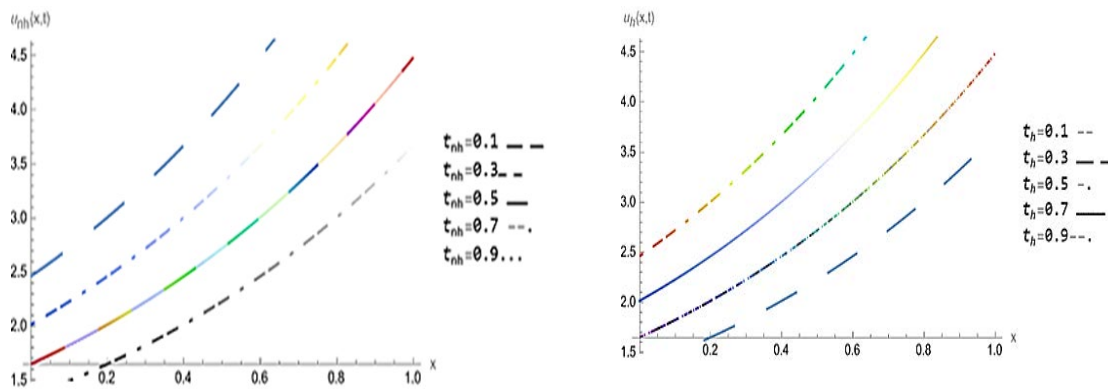 u_nh(x,t)
4.5
4.0
3.5
3.0
2.5
2.0
1.5
0.2 0.4 0.6 0.8 1.0 x
t_nh=0.1
t_nh=0.3
t_nh=0.5
t_nh=0.7
t_nh=0.9...
u_h(x,t)
4.5
4.0
3.5
3.0
2.5
2.0
1.5
0.2 0.4 0.6 0.8 1.0 x
t_h=0.1
t_h=0.3
t_h=0.5
t_h=0.7
t_h=0.9